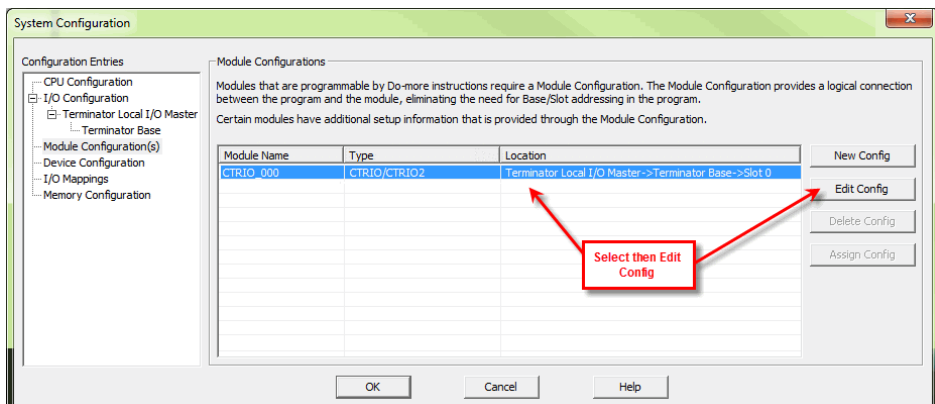 System Configuration
Configuration Entries
CPU Configuration
I/O Configuration
Terminator Local I/O Master
Terminator Base
Module Configuration(s)
Device Configuration
I/O Mappings
Memory Configuration
Module Configurations
Modules that are programmable by Do-more instructions require a Module Configuration. The Module Configuration provides a logical connection
between the program and the module, eliminating the need for Base/Slot addressing in the program.
Certain modules have additional setup information that is provided through the Module Configuration.
Module Name Type Location
CTRIO_000 CTRIO/CTRIO2 Terminator Local I/O Master->Terminator Base->Slot 0
New Config
Edit Config
Delete Config
Assign Config
Select then Edit
Config
OK Cancel Help